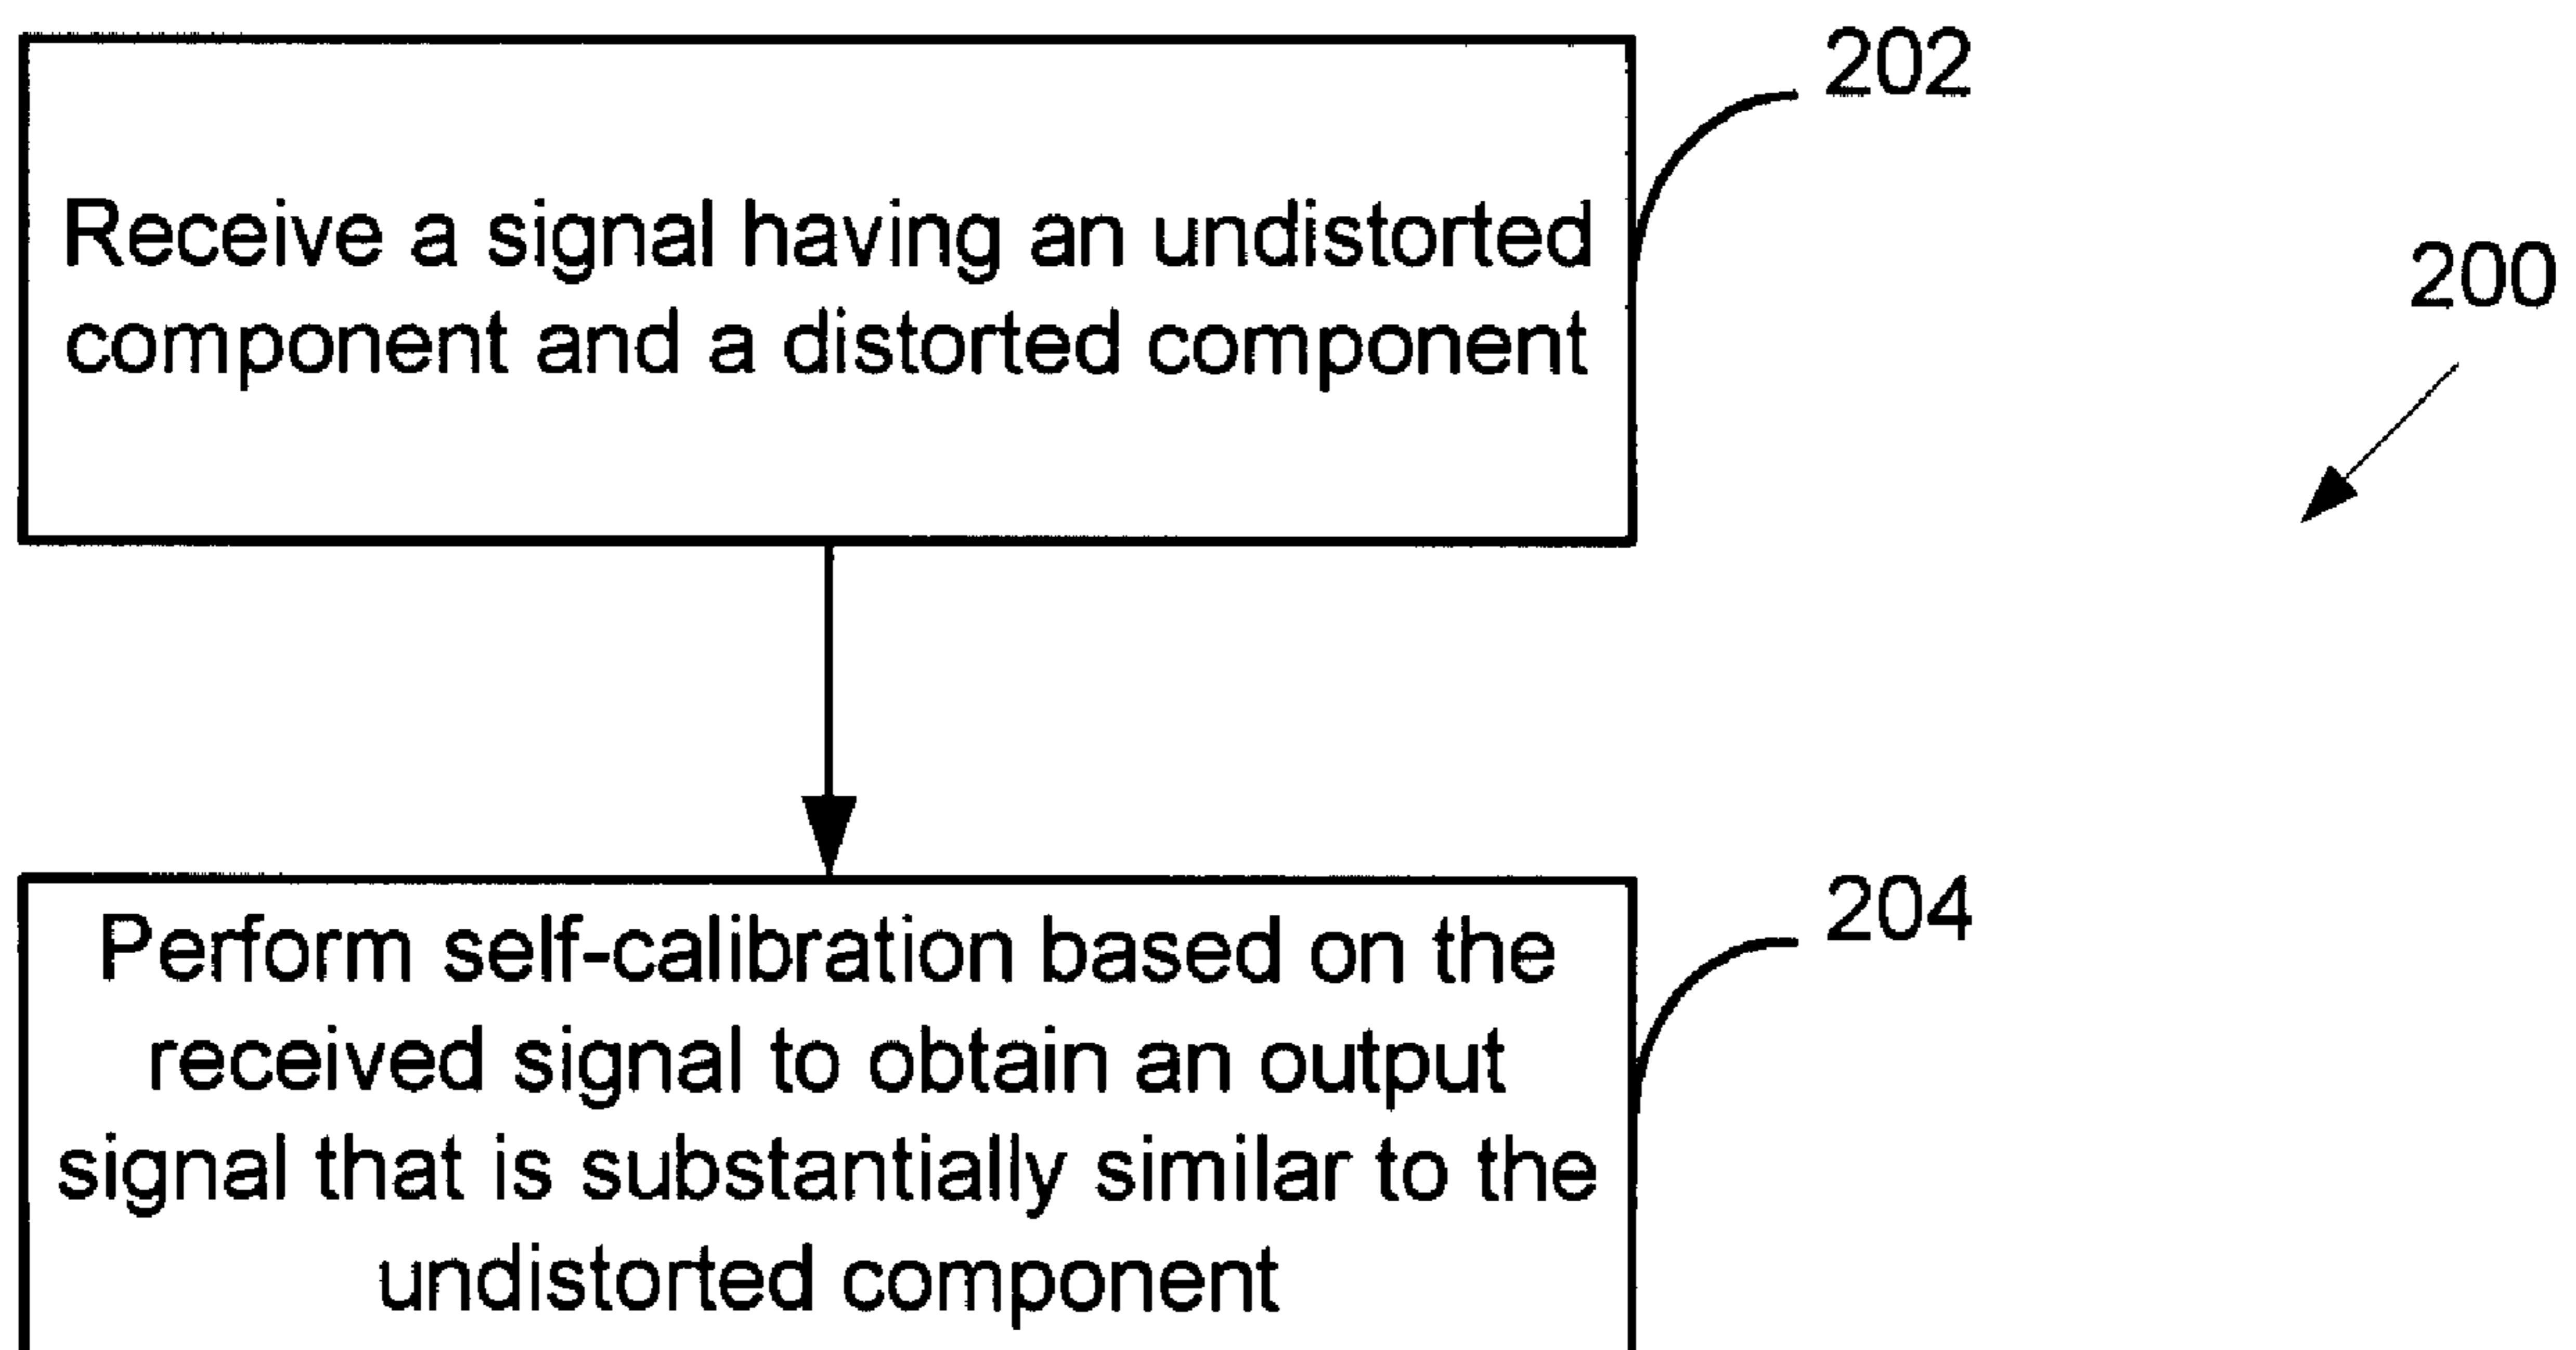 202
Receive a signal having an undistorted
component and a distorted component
200
204
Perform self-calibration based on the
received signal to obtain an output
signal that is substantially similar to the
undistorted component